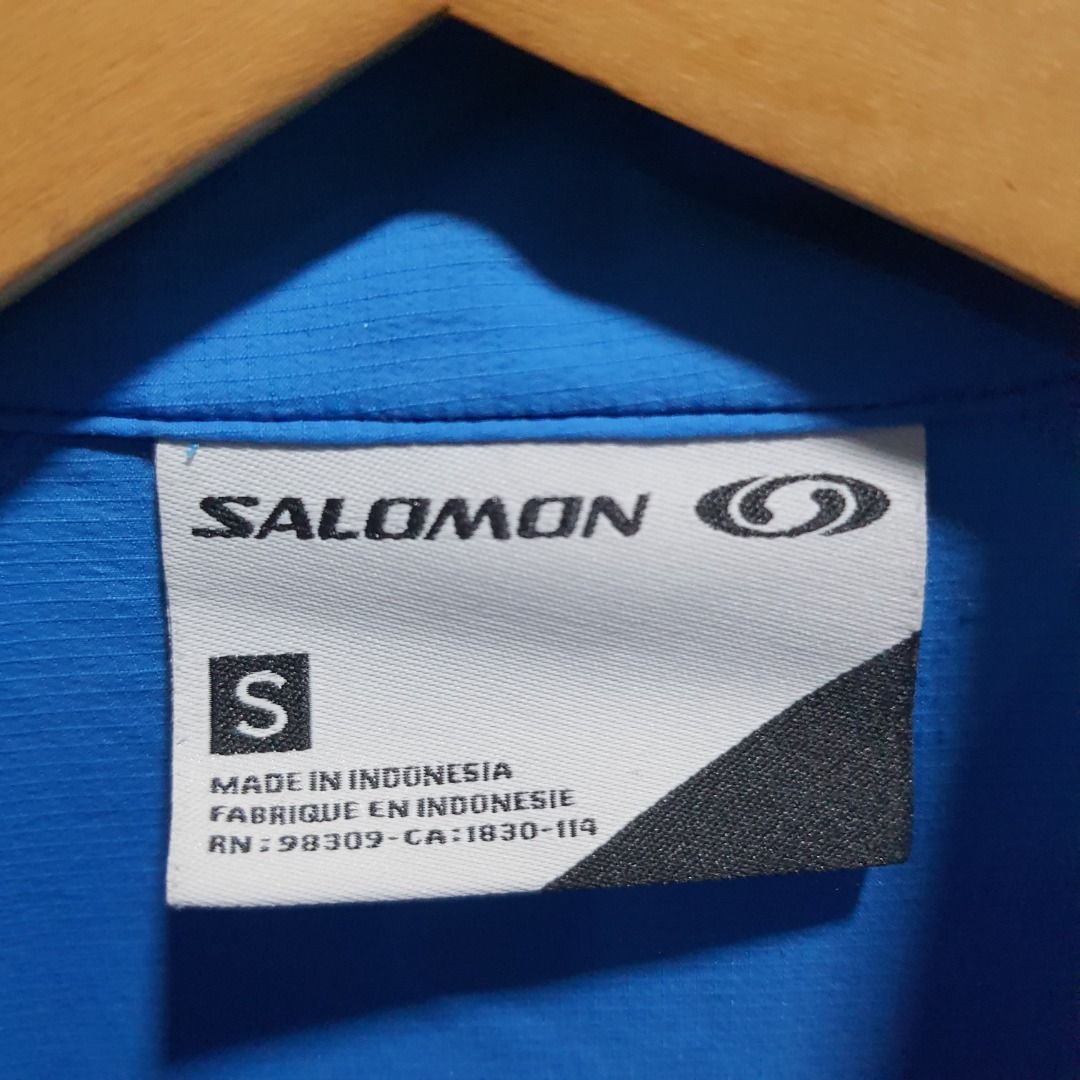 SALOMON
S
MADE IN INDONESIA
FABRIQUE EN INDONESIE
RN:98309-CA:1830-114